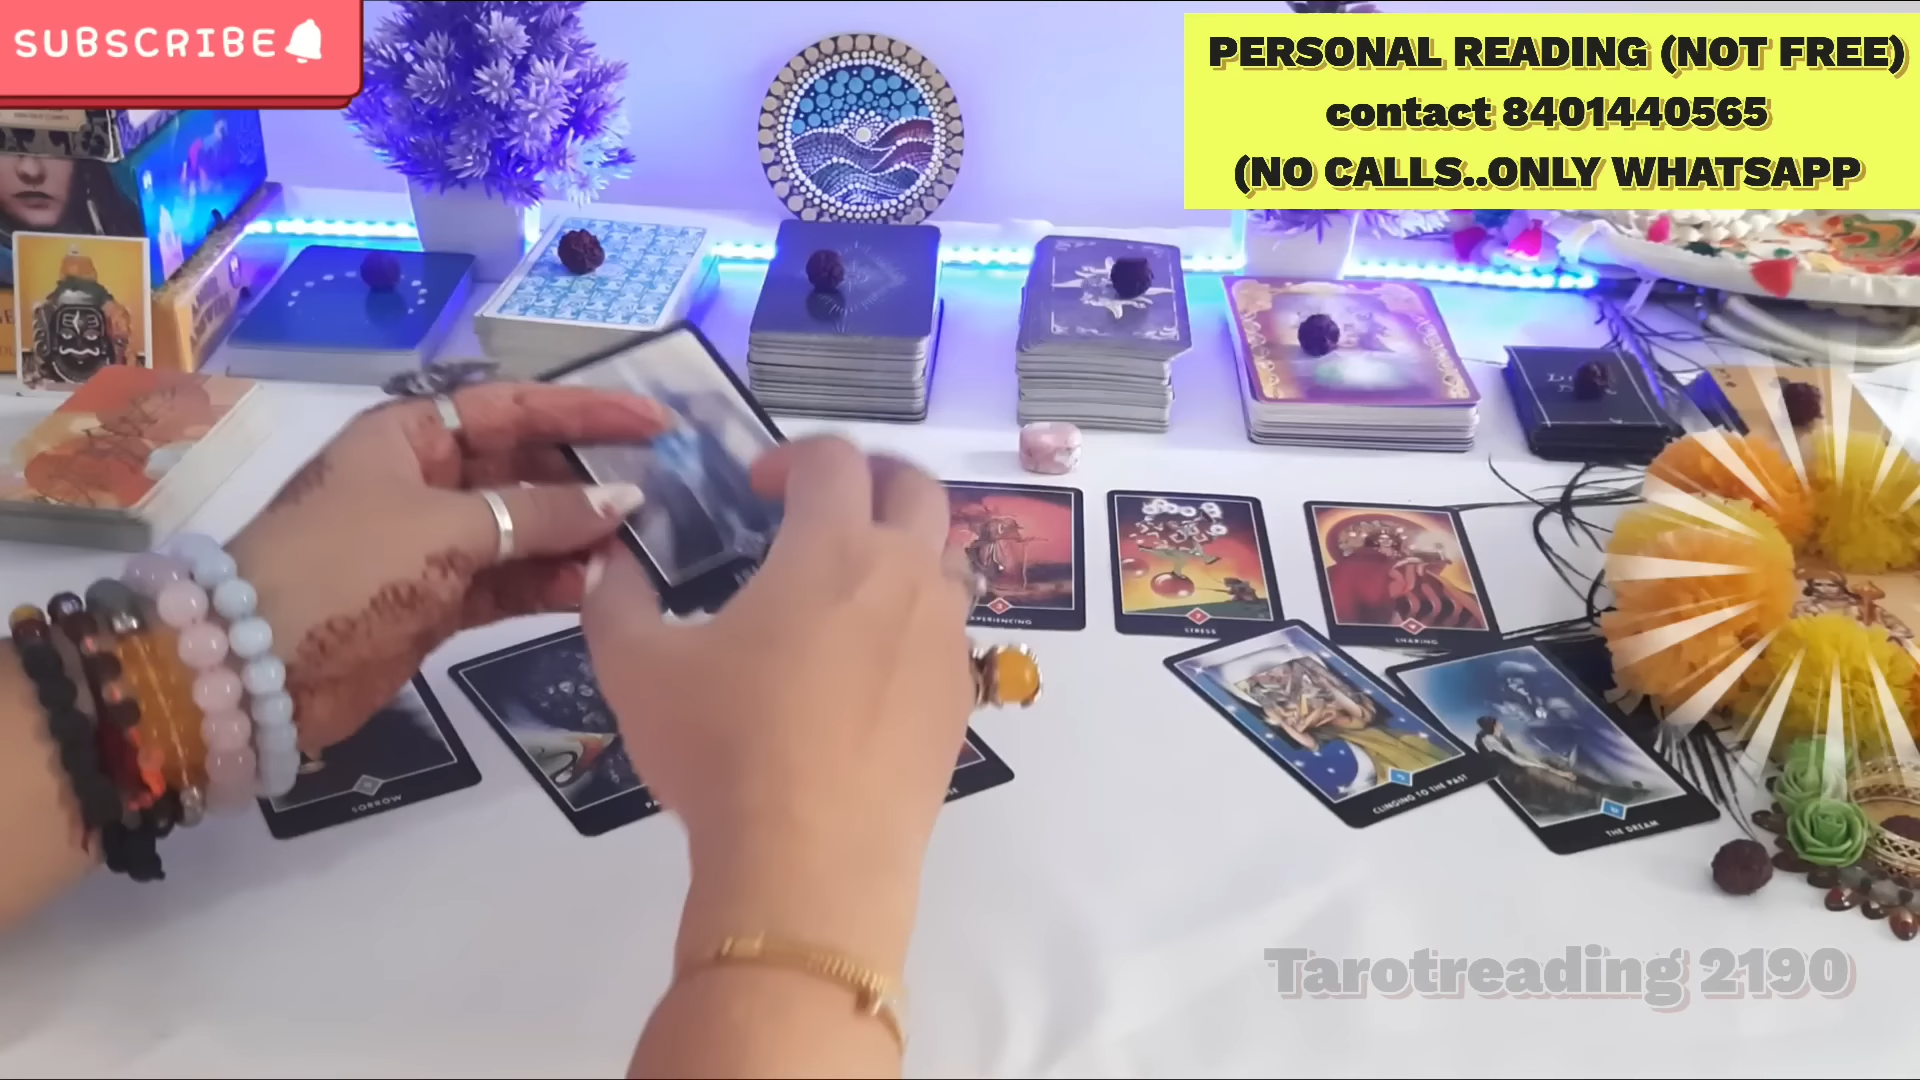 SUBSCRIBE
PERSONAL READING (NOT FREE)
contact 8401440565
(NO CALLS..ONLY WHATSAPP
EXPERIENCING
STRESS
SHARING
SORROW
CLINGING TO THE PAST
THE DREAM
Tarotreading 2190